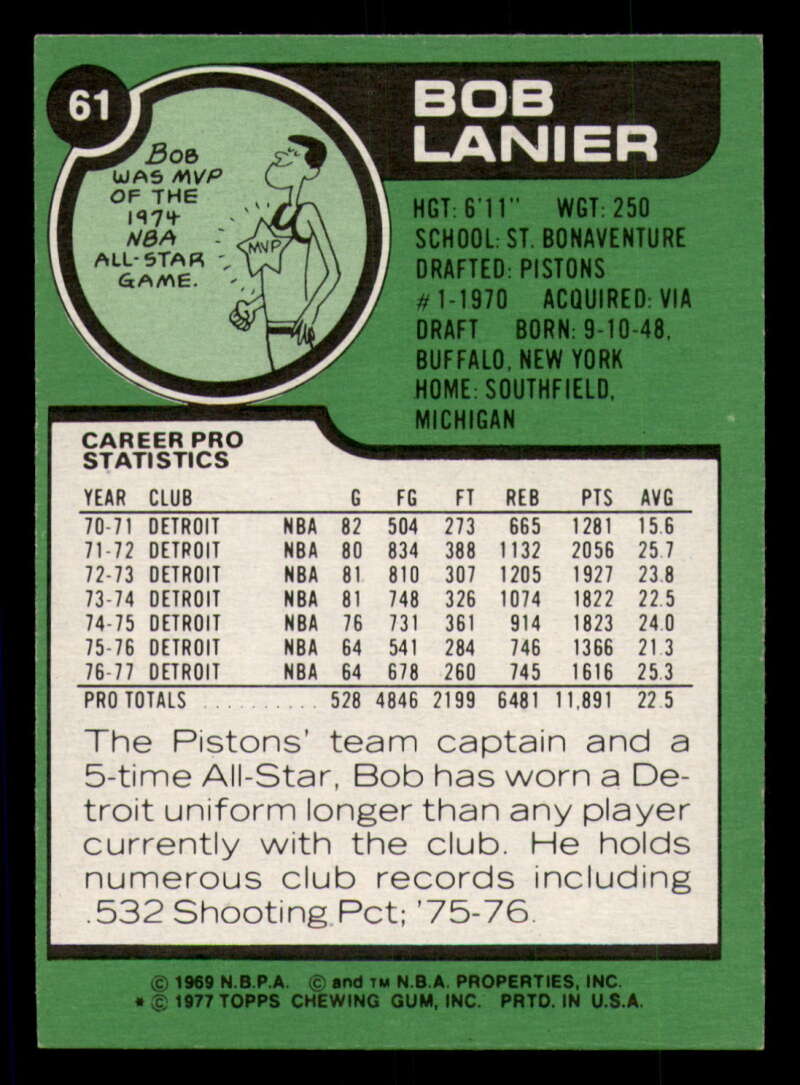 61
BOB
LANIER
BOB
WAS MVP
OF THE
1974
NBA
ALL-STAR
GAME.
MVP
HGT: 6'11" WGT: 250
SCHOOL: ST. BONAVENTURE
DRAFTED: PISTONS
#1-1970 ACQUIRED: VIA
DRAFT BORN: 9-10-48,
BUFFALO, NEW YORK
HOME: SOUTHFIELD,
MICHIGAN
CAREER PRO
STATISTICS
YEAR CLUB G FG FT REB PTS AVG
70-71 DETROIT NBA 82 504 273 665 1281 15.6
71-72 DETROIT NBA 80 834 388 1132 2056 25.7
72-73 DETROIT NBA 81 810 307 1205 1927 23.8
73-74 DETROIT NBA 81 748 326 1074 1822 22.5
74-75 DETROIT NBA 76 731 361 914 1823 24.0
75-76 DETROIT NBA 64 541 284 746 1366 21.3
76-77 DETROIT NBA 64 678 260 745 1616 25.3
PRO TOTALS .......... 528 4846 2199 6481 11,891 22.5
The Pistons' team captain and a
5-time All-Star, Bob has worn a De-
troit uniform longer than any player
currently with the club. He holds
numerous club records including
.532 Shooting Pct; '75-76.
© 1969 N.B.P.A. © and TM N.B.A. PROPERTIES, INC.
* © 1977 TOPPS CHEWING GUM, INC. PRTD. IN U.S.A.